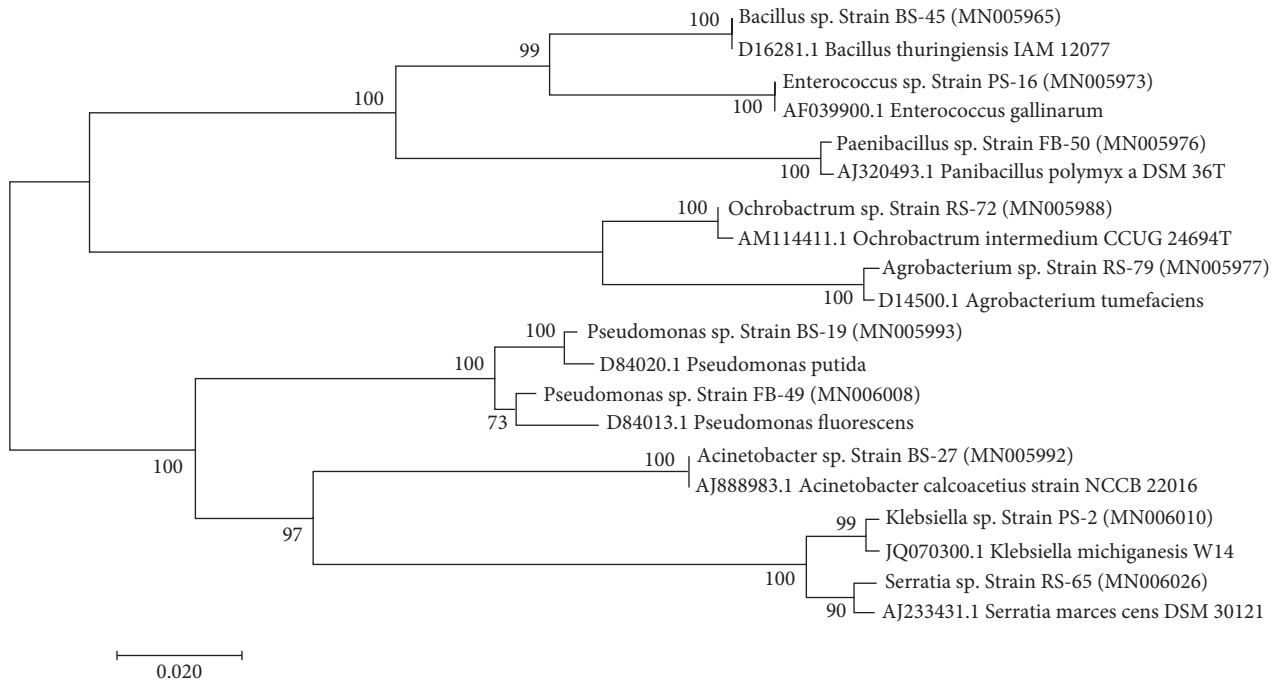 100
Bacillus sp. Strain BS-45 (MN005965)
D16281.1 Bacillus thuringiensis IAM 12077
99
Enterococcus sp. Strain PS-16 (MN005973)
100
AF039900.1 Enterococcus gallinarum
100
Paenibacillus sp. Strain FB-50 (MN005976)
100
AJ320493.1 Panibacillus polymyx a DSM 36T
100
Ochrobactrum sp. Strain RS-72 (MN005988)
AM114411.1 Ochrobactrum intermedium CCUG 24694T
Agrobacterium sp. Strain RS-79 (MN005977)
100
D14500.1 Agrobacterium tumefaciens
100
Pseudomonas sp. Strain BS-19 (MN005993)
100
D84020.1 Pseudomonas putida
Pseudomonas sp. Strain FB-49 (MN006008)
73
D84013.1 Pseudomonas fluorescens
100
100
Acinetobacter sp. Strain BS-27 (MN005992)
AJ888983.1 Acinetobacter calcoacetius strain NCCB 22016
97
99
Klebsiella sp. Strain PS-2 (MN006010)
JQ070300.1 Klebsiella michiganesis W14
100
Serratia sp. Strain RS-65 (MN006026)
90
AJ233431.1 Serratia marces cens DSM 30121
0.020